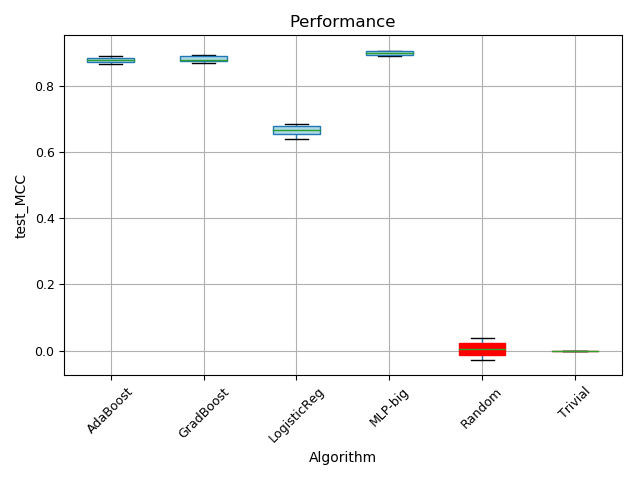 Performance
test_MCC
0.8
0.6
0.4
0.2
0.0
AdaBoost
GradBoost
LogisticReg
MLP-big
Random
Trivial
Algorithm